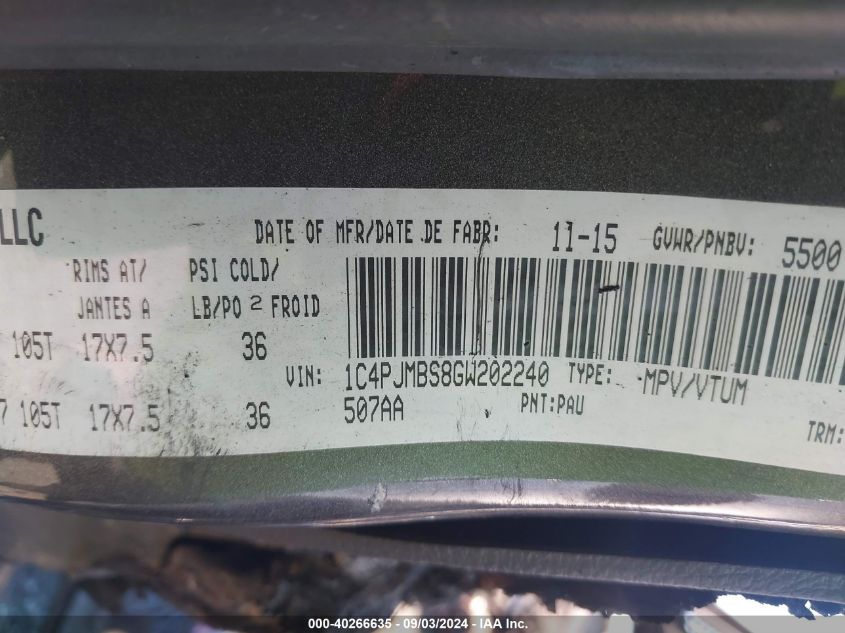 LLC DATE OF MFR/DATE DE FABR: 11-15 GVWR/PNBV: 5500
RIMS AT/ PSI COLD/
JANTES A LB/PO 2 FROID
105T 17X7.5 36
VIN: 1C4PJMBS8GW202240 TYPE: MPV/VTUM
7 105T 17X7.5 36 507AA PNT:PAU TRM:
000-40266635 - 09/03/2024 - IAA Inc.